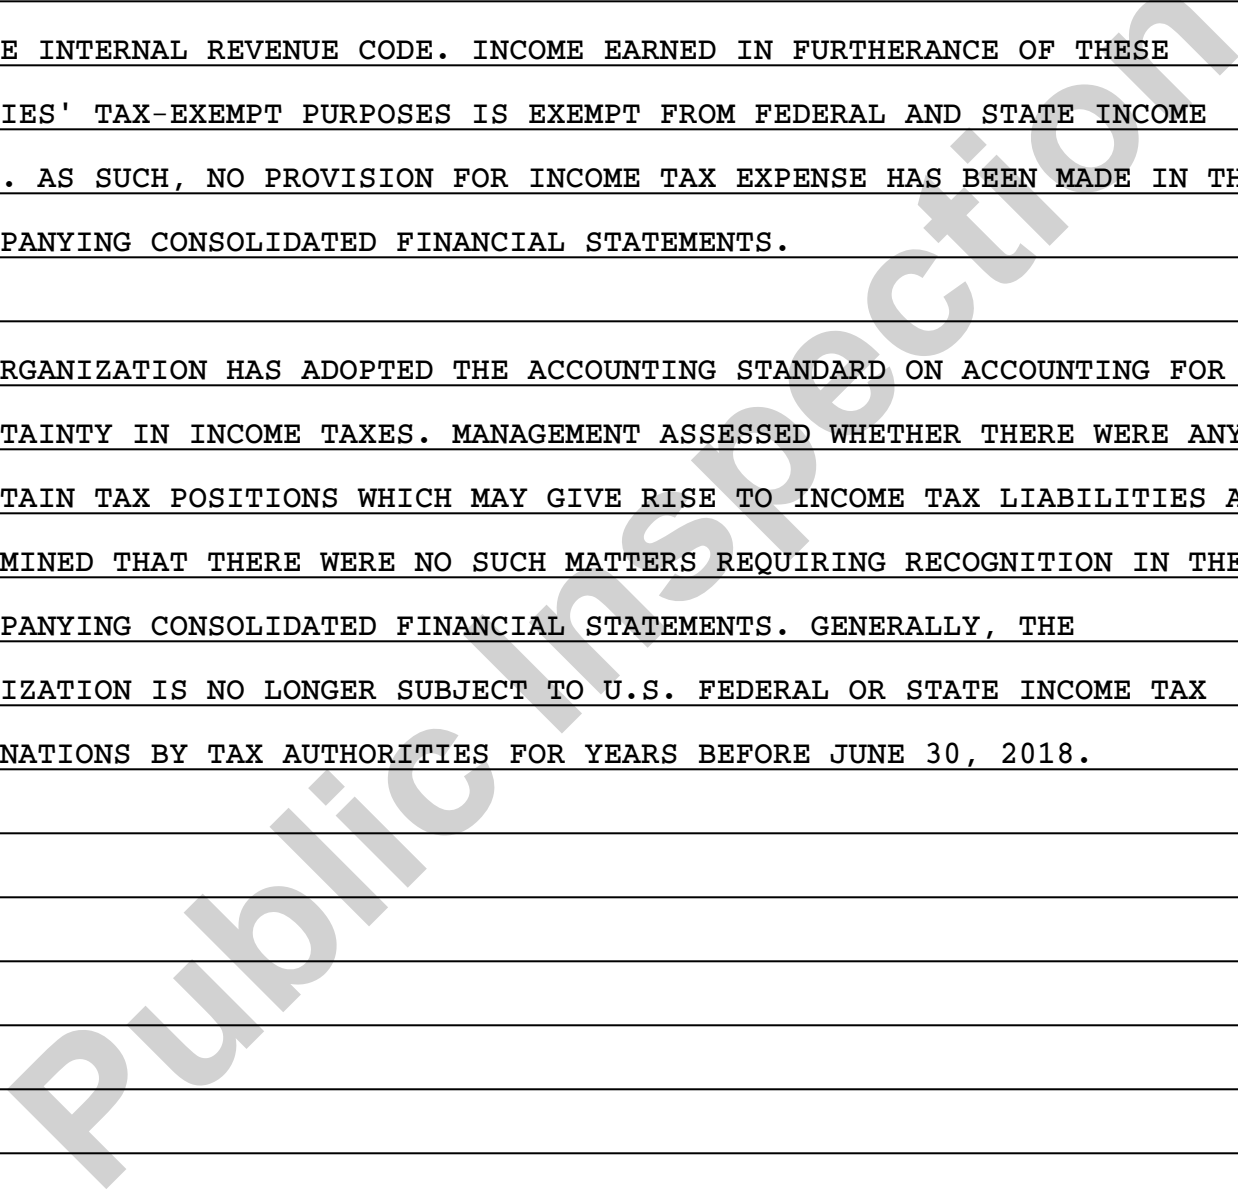 E INTERNAL REVENUE CODE. INCOME EARNED IN FURTHERANCE OF THESE
IES' TAX-EXEMPT PURPOSES IS EXEMPT FROM FEDERAL AND STATE INCOME
. AS SUCH, NO PROVISION FOR INCOME TAX EXPENSE HAS BEEN MADE IN TH
PANYING CONSOLIDATED FINANCIAL STATEMENTS.
RGANIZATION HAS ADOPTED THE ACCOUNTING STANDARD ON ACCOUNTING FOR
TAINTY IN INCOME TAXES. MANAGEMENT ASSESSED WHETHER THERE WERE ANY
TAIN TAX POSITIONS WHICH MAY GIVE RISE TO INCOME TAX LIABILITIES A
MINED THAT THERE WERE NO SUCH MATTERS REQUIRING RECOGNITION IN THE
PANYING CONSOLIDATED FINANCIAL STATEMENTS. GENERALLY, THE
IZATION IS NO LONGER SUBJECT TO U.S. FEDERAL OR STATE INCOME TAX
NATIONS BY TAX AUTHORITIES FOR YEARS BEFORE JUNE 30, 2018.
Public Inspection